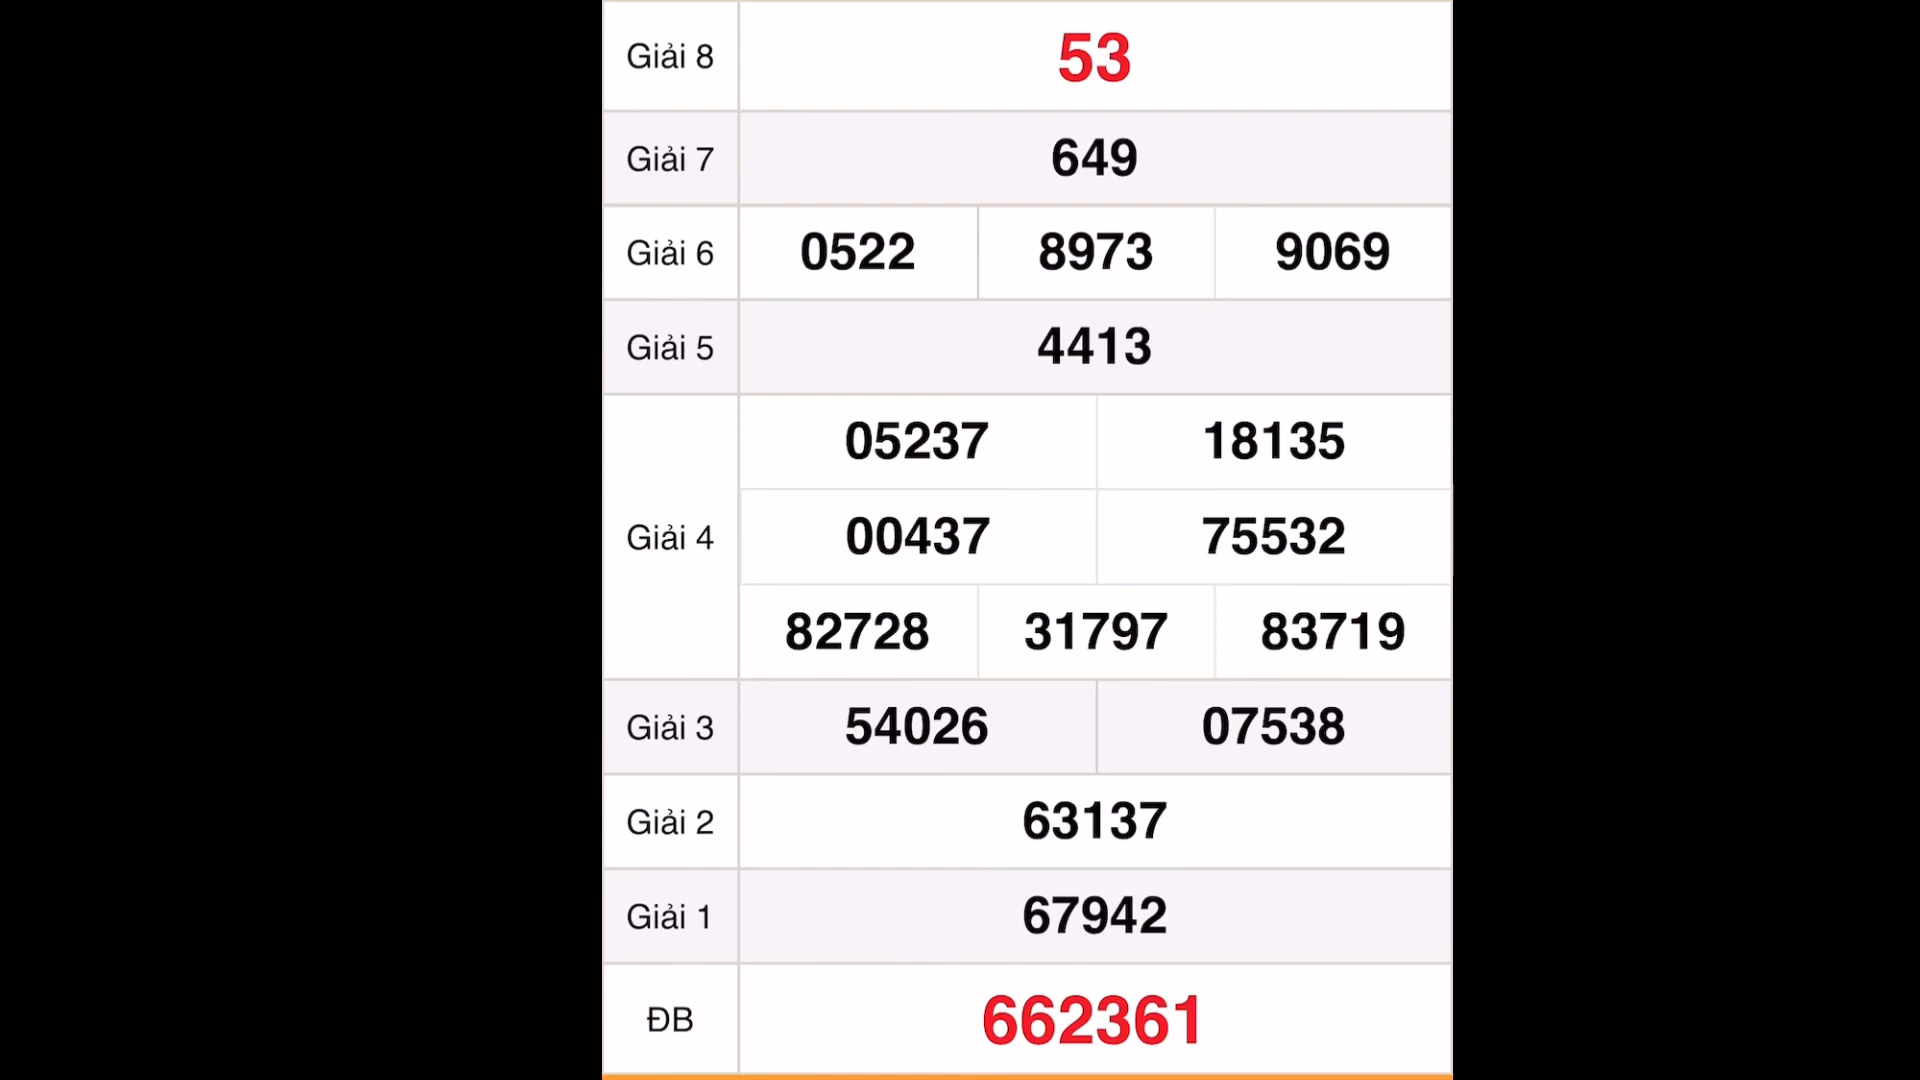 Giải 8 53
Giải 7 649
Giải 6 0522 8973 9069
Giải 5 4413
05237 18135
Giải 4 00437 75532
82728 31797 83719
Giải 3 54026 07538
Giải 2 63137
Giải 1 67942
ĐB 662361